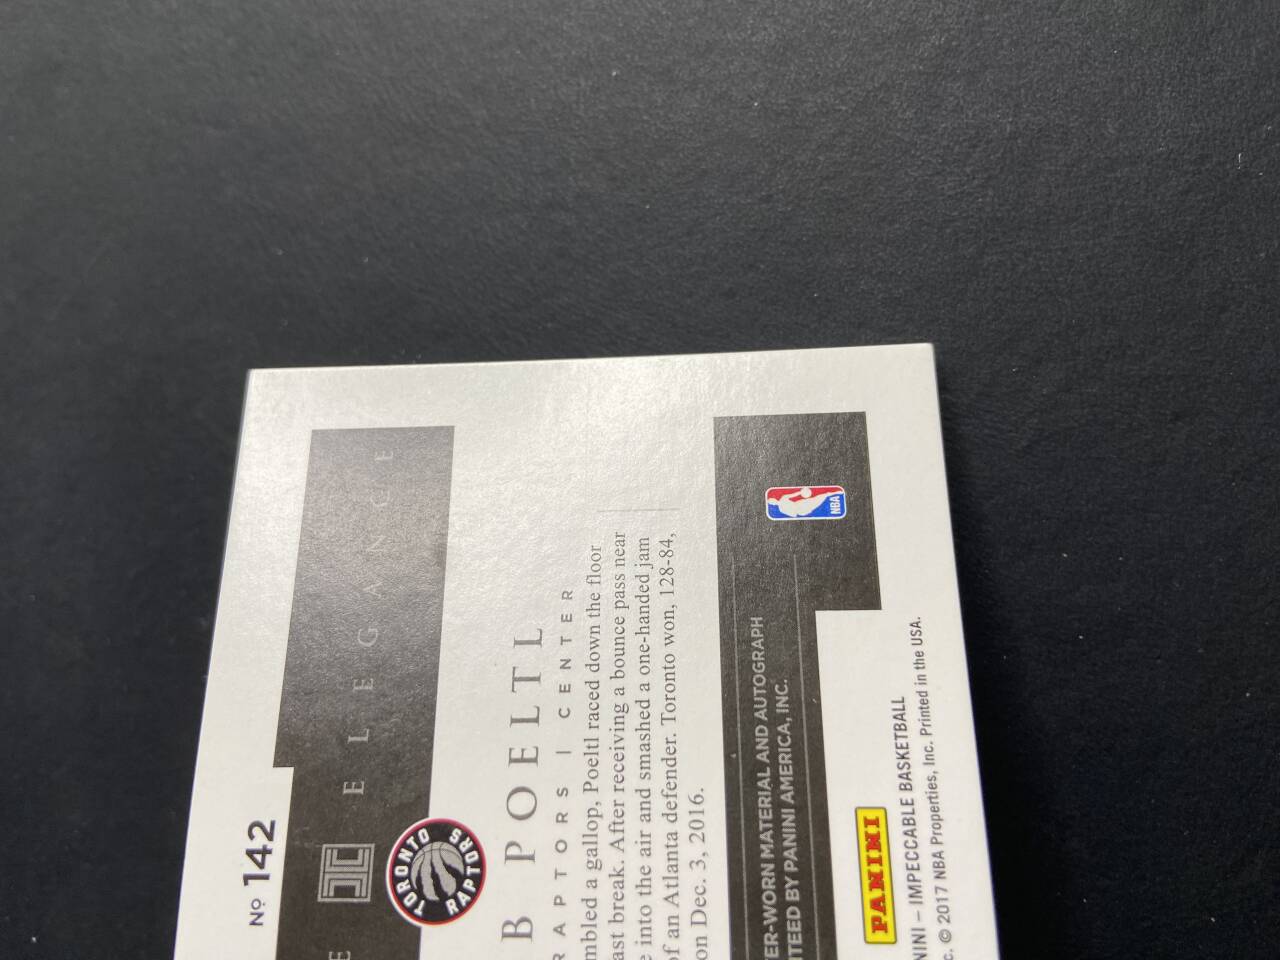 № 142
E ELEGANCE
TORONTO
RAPTORS
B POELTL
RAPTORS | CENTER
mbled a gallop, Poeltl raced down the floor
ast break. After receiving a bounce pass near
e into the air and smashed a one-handed jam
of an Atlanta defender. Toronto won, 128-84,
on Dec. 3, 2016.
ER-WORN MATERIAL AND AUTOGRAPH
TEED BY PANINI AMERICA, INC.
NBA
PANINI
NINI – IMPECCABLE BASKETBALL
c. © 2017 NBA Properties, Inc. Printed in the USA.